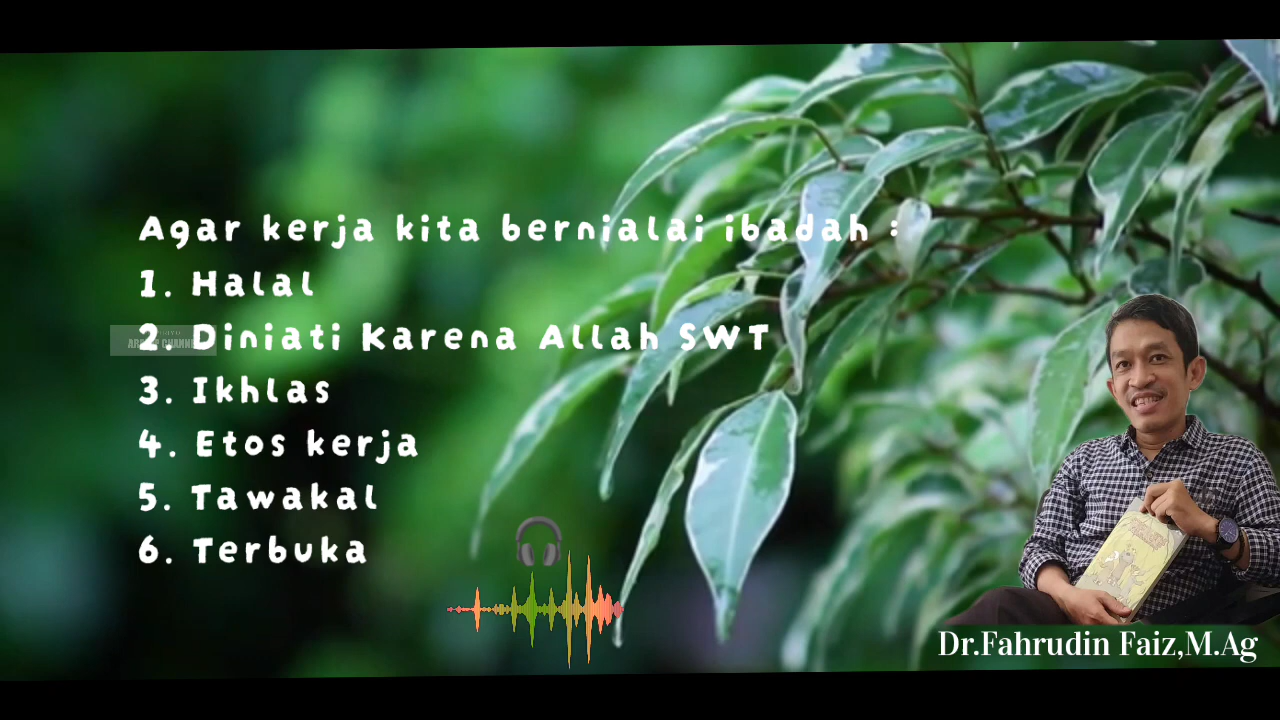 Agar kerja kita bernialai ibadah :
1. Halal
2. Diniati Karena Allah SWT
3. Ikhlas
4. Etos kerja
5. Tawakal
6. Terbuka
Dr.Fahrudin Faiz,M.Ag